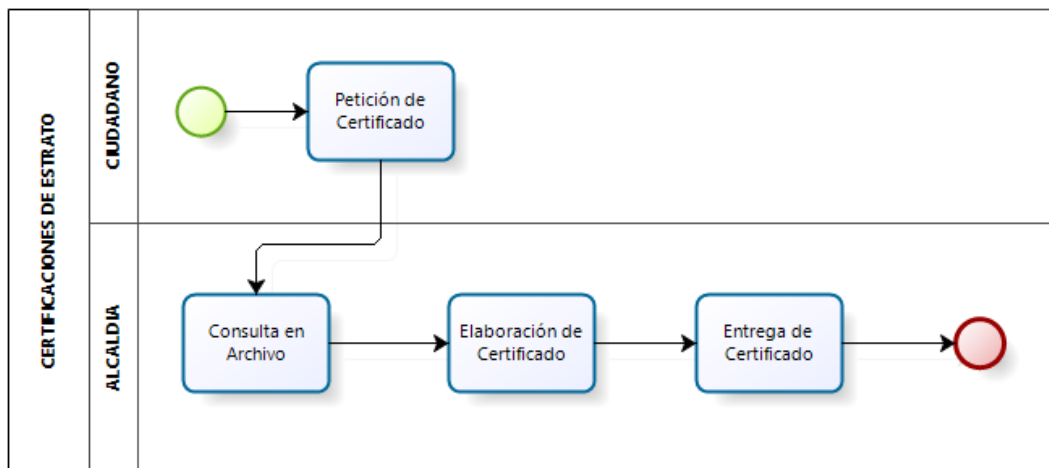 CERTIFICACIONES DE ESTRATO
CIUDADANO
Petición de
Certificado
ALCALDIA
Consulta en
Archivo
Elaboración de
Certificado
Entrega de
Certificado